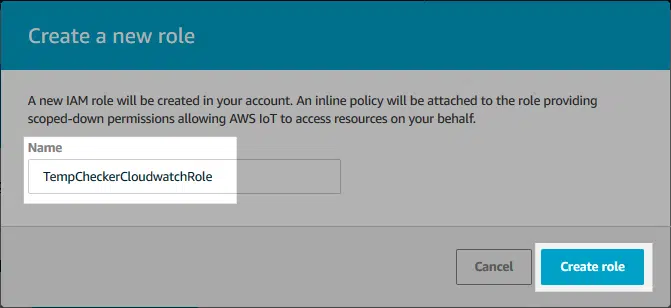 Create a new role
A new IAM role will be created in your account. An inline policy will be attached to the role providing
scoped-down permissions allowing AWS IoT to access resources on your behalf.
Name
TempCheckerCloudwatchRole
Cancel
Create role